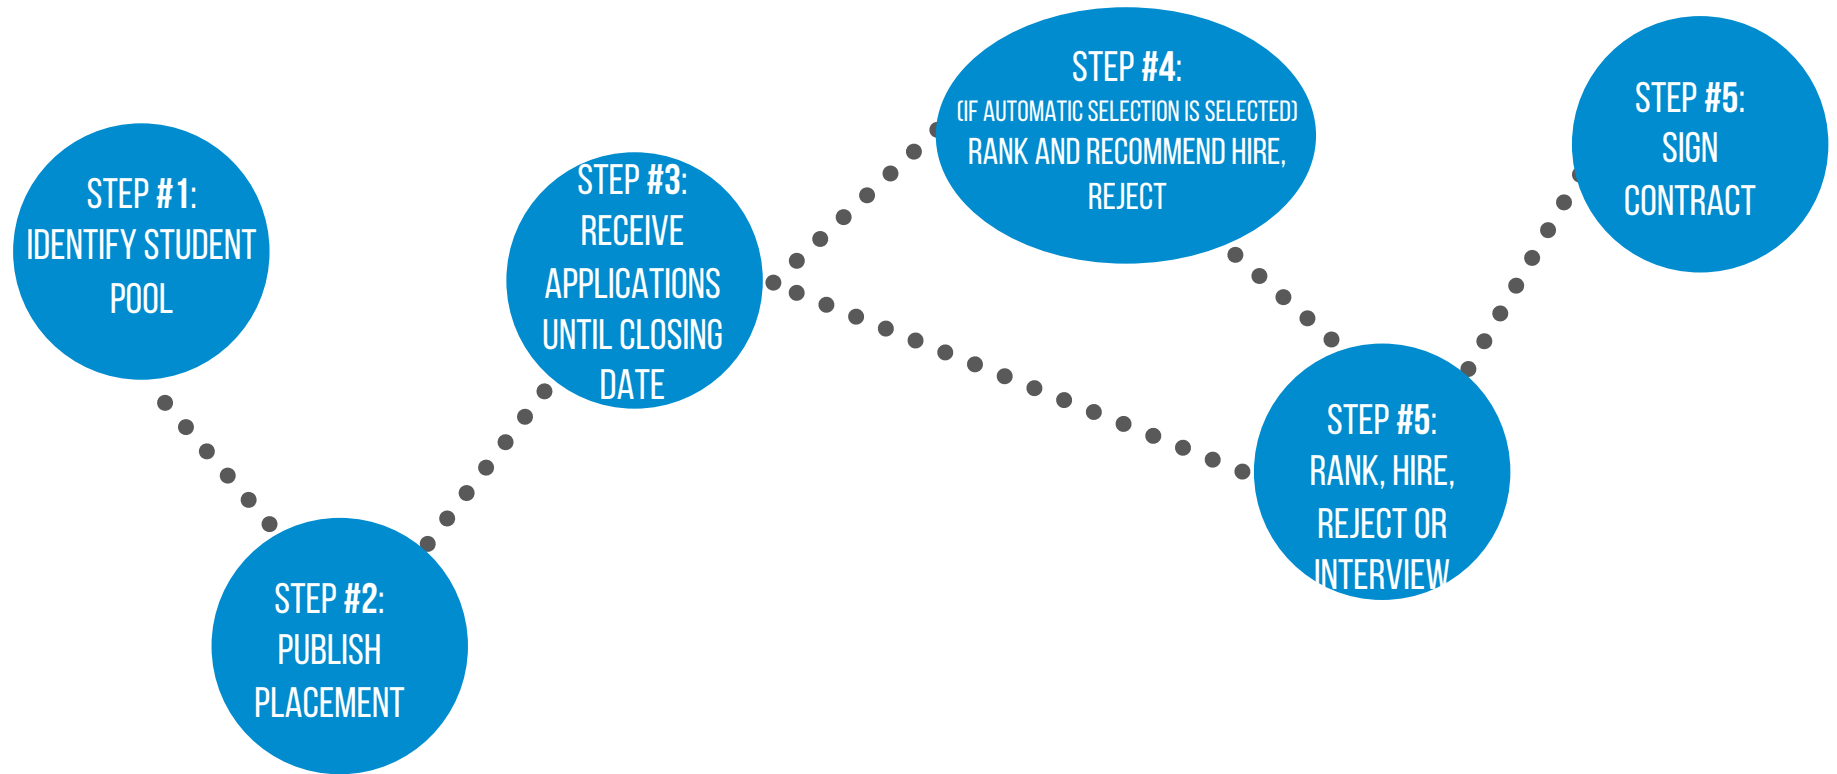 STEP #1:
IDENTIFY STUDENT
POOL
STEP #2:
PUBLISH
PLACEMENT
STEP #3:
RECEIVE
APPLICATIONS
UNTIL CLOSING
DATE
STEP #4:
(IF AUTOMATIC SELECTION IS SELECTED)
RANK AND RECOMMEND HIRE,
REJECT
STEP #5:
RANK, HIRE,
REJECT OR
INTERVIEW
STEP #5:
SIGN
CONTRACT